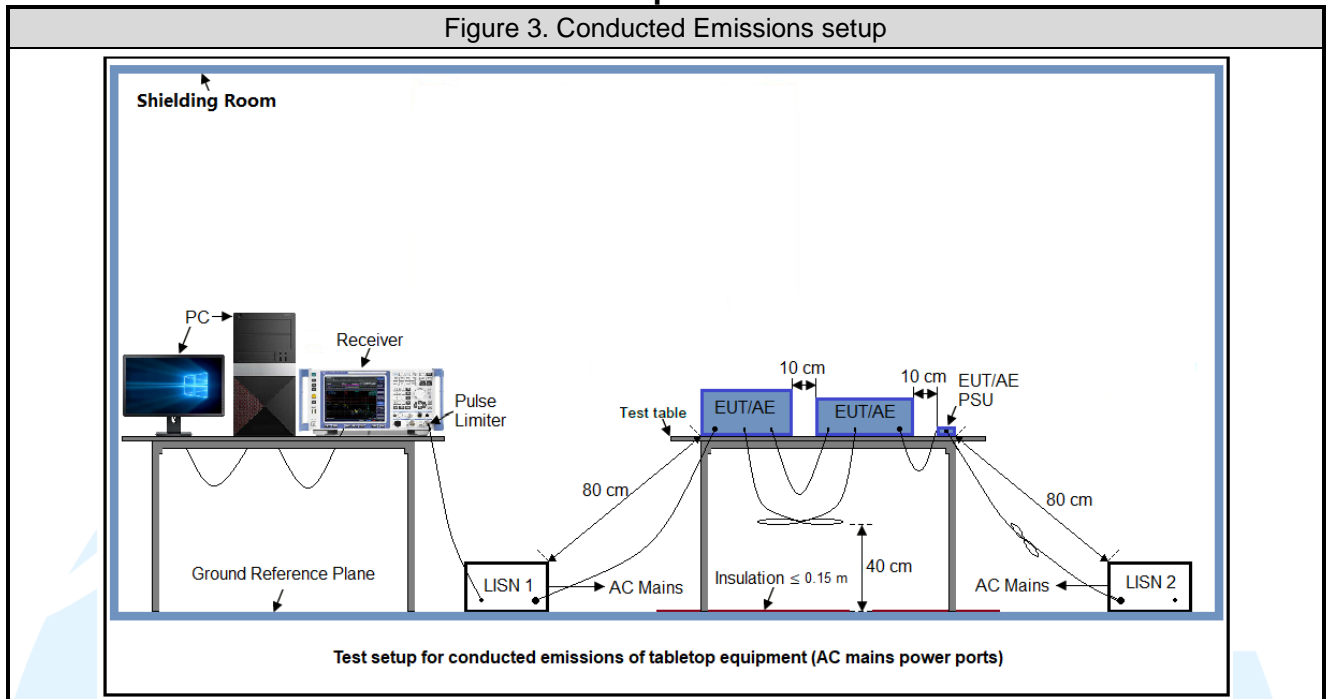 Figure 3. Conducted Emissions setup
Shielding Room
PC
Receiver
Pulse
Limiter
10 cm
10 cm
EUT/AE
PSU
EUT/AE
EUT/AE
Test table
80 cm
80 cm
40 cm
Ground Reference Plane
LISN 1
AC Mains
Insulation ≤ 0.15 m
AC Mains
LISN 2
Test setup for conducted emissions of tabletop equipment (AC mains power ports)